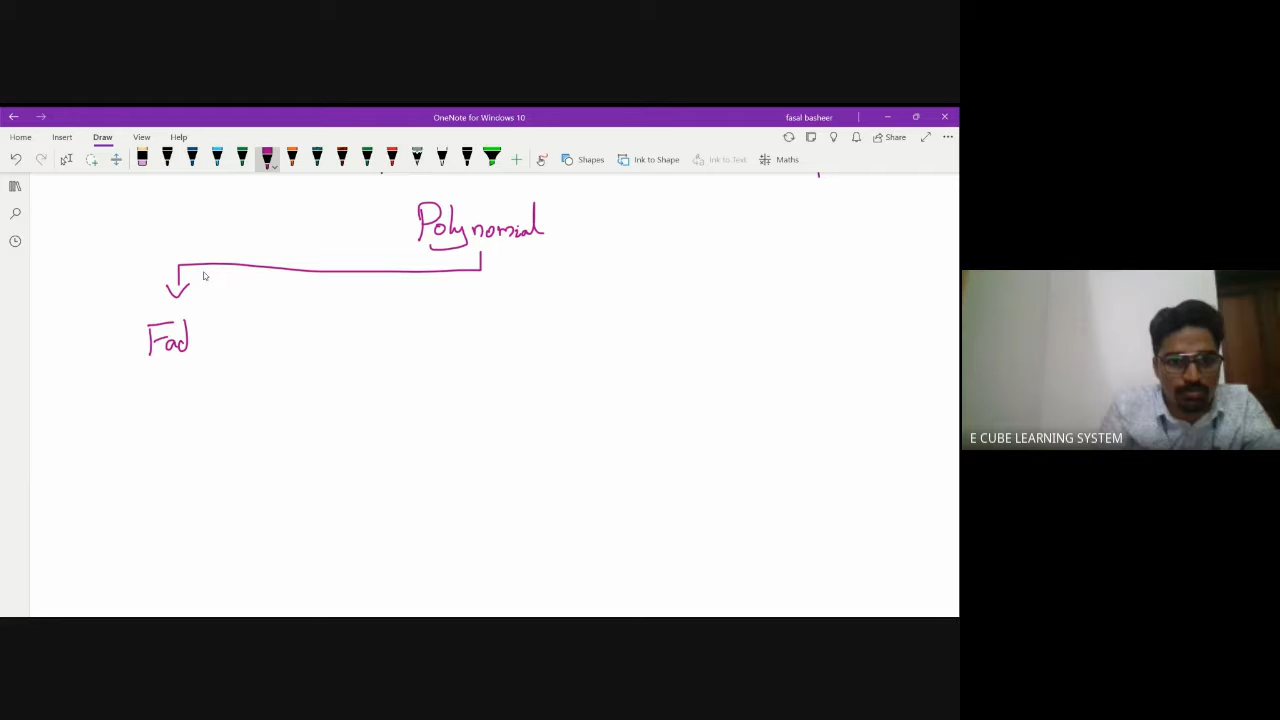 OneNote for Windows 10
fasal basheer
Home Insert Draw View Help
Share
Shapes Ink to Shape Ink to Text Maths
Polynomial
Fac
E CUBE LEARNING SYSTEM